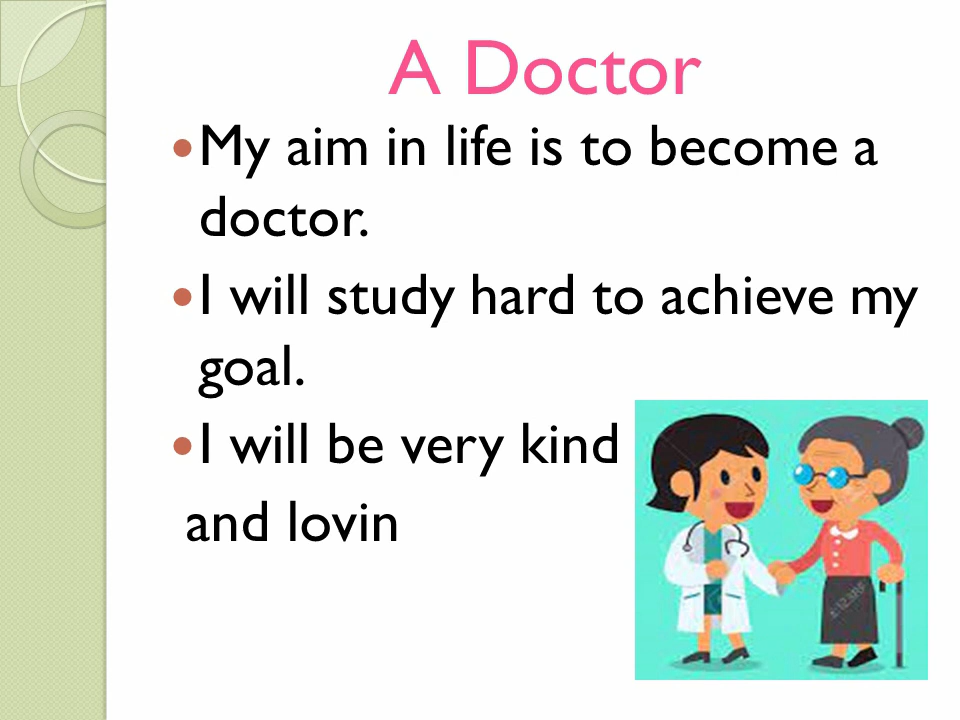 A Doctor
My aim in life is to become a
doctor.
I will study hard to achieve my
goal.
I will be very kind
and lovin